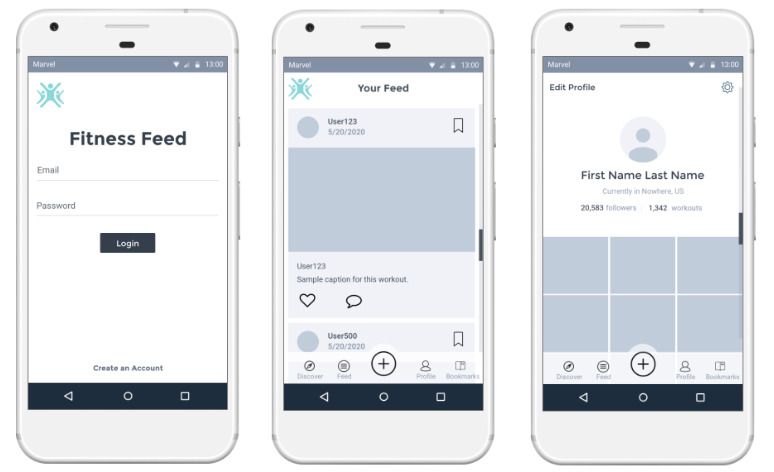 Marvel 13:00
Fitness Feed
Email
Password
Login
Create an Account
Marvel 13:00
Your Feed
User123
5/20/2020
User123
Sample caption for this workout.
User500
5/20/2020
Discover Feed Profile Bookmarks
Marvel 13:00
Edit Profile
First Name Last Name
Currently in Nowhere, US
20,583 followers 1,342 workouts
Discover Feed Profile Bookmarks